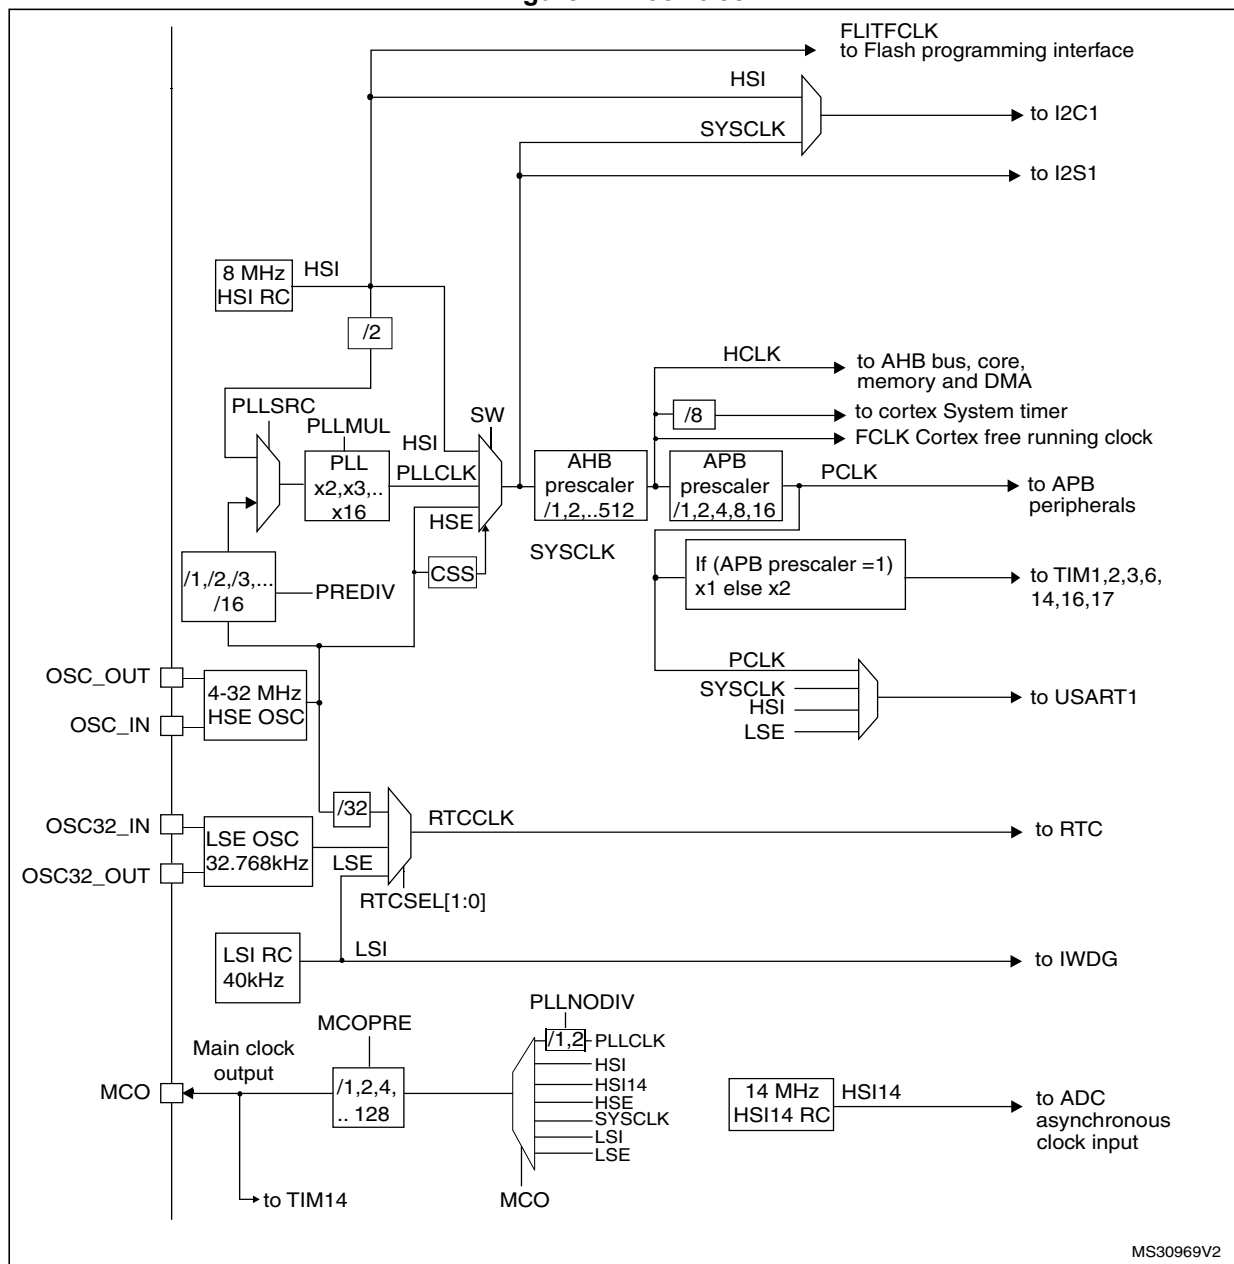 FLITFCLK
to Flash programming interface
HSI
to I2C1
SYSCLK
to I2S1
8 MHz
HSI RC
HSI
/2
HCLK
to AHB bus, core,
memory and DMA
PLLSRC
/8
to cortex System timer
SW
PLLMUL
FCLK Cortex free running clock
HSI
PLL
x2,x3,..
x16
PLLCLK
AHB
prescaler
/1,2,..512
APB
prescaler
/1,2,4,8,16
PCLK
to APB
peripherals
HSE
SYSCLK
CSS
/1,/2,/3,...
/16
PREDIV
If (APB prescaler =1)
x1 else x2
to TIM1,2,3,6,
14,16,17
OSC_OUT
OSC_IN
4-32 MHz
HSE OSC
PCLK
SYSCLK
HSI
LSE
to USART1
/32
OSC32_IN
OSC32_OUT
LSE OSC
32.768kHz
RTCCLK
to RTC
LSE
RTCSEL[1:0]
LSI RC
40kHz
LSI
to IWDG
PLLNODIV
MCOPRE
/1,2
PLLCLK
Main clock
output
HSI
MCO
/1,2,4,
.. 128
HSI14
HSE
SYSCLK
LSI
LSE
14 MHz
HSI14 RC
HSI14
to ADC
asynchronous
clock input
to TIM14
MCO
MS30969V2